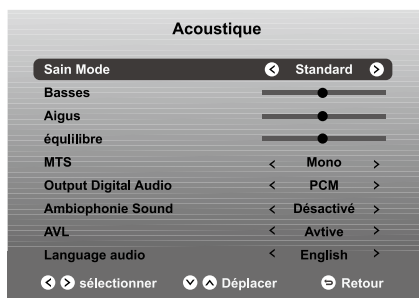 Acoustique
Sain Mode Standard
Basses
Aigus
équlilibre
MTS Mono
Output Digital Audio PCM
Ambiophonie Sound Désactivé
AVL Avtive
Language audio English
sélectionner Déplacer Retour